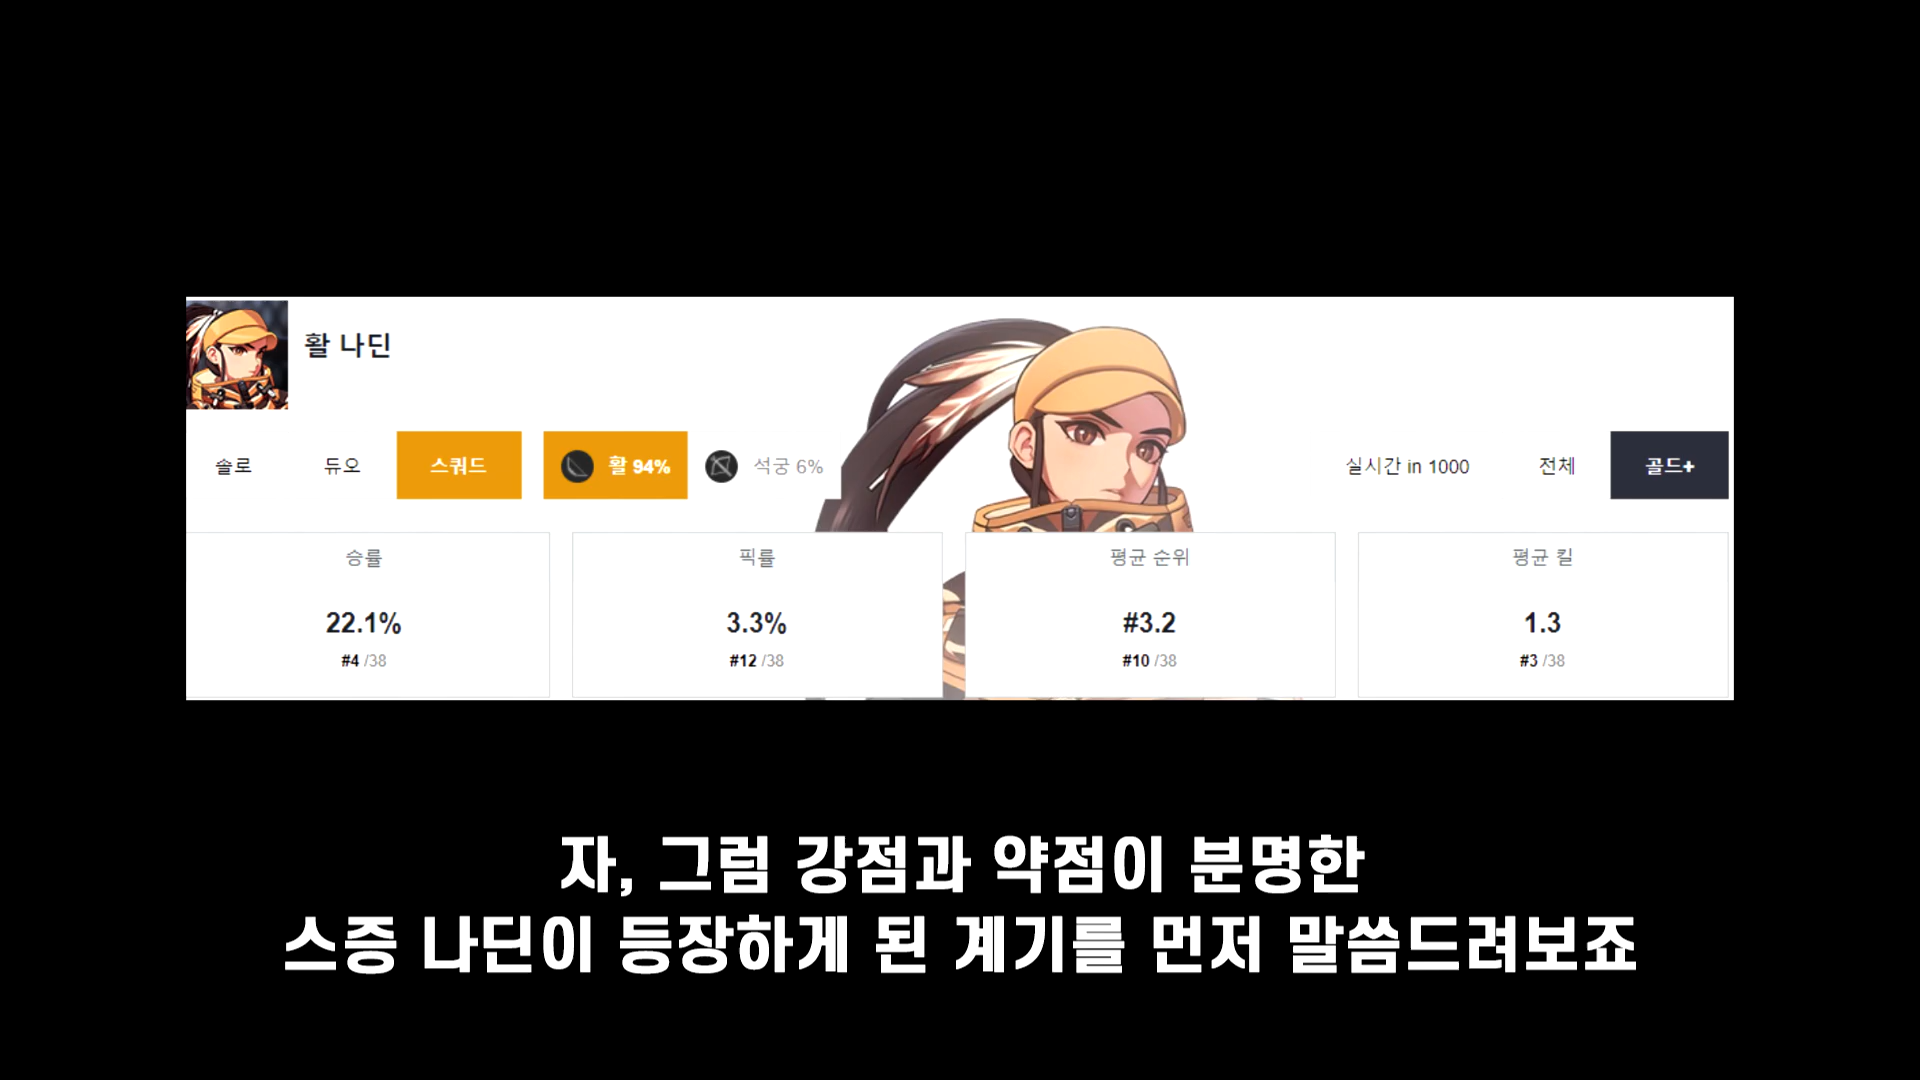 활 나딘
솔로 듀오 스쿼드 활 94% 석궁 6% 실시간 in 1000 전체 골드+
승률 픽률 평균 순위 평균 킬
22.1% 3.3% #3.2 1.3
#4 /38 #12 /38 #10 /38 #3 /38
자, 그럼 강점과 약점이 분명한
스증 나딘이 등장하게 된 계기를 먼저 말씀드려보죠